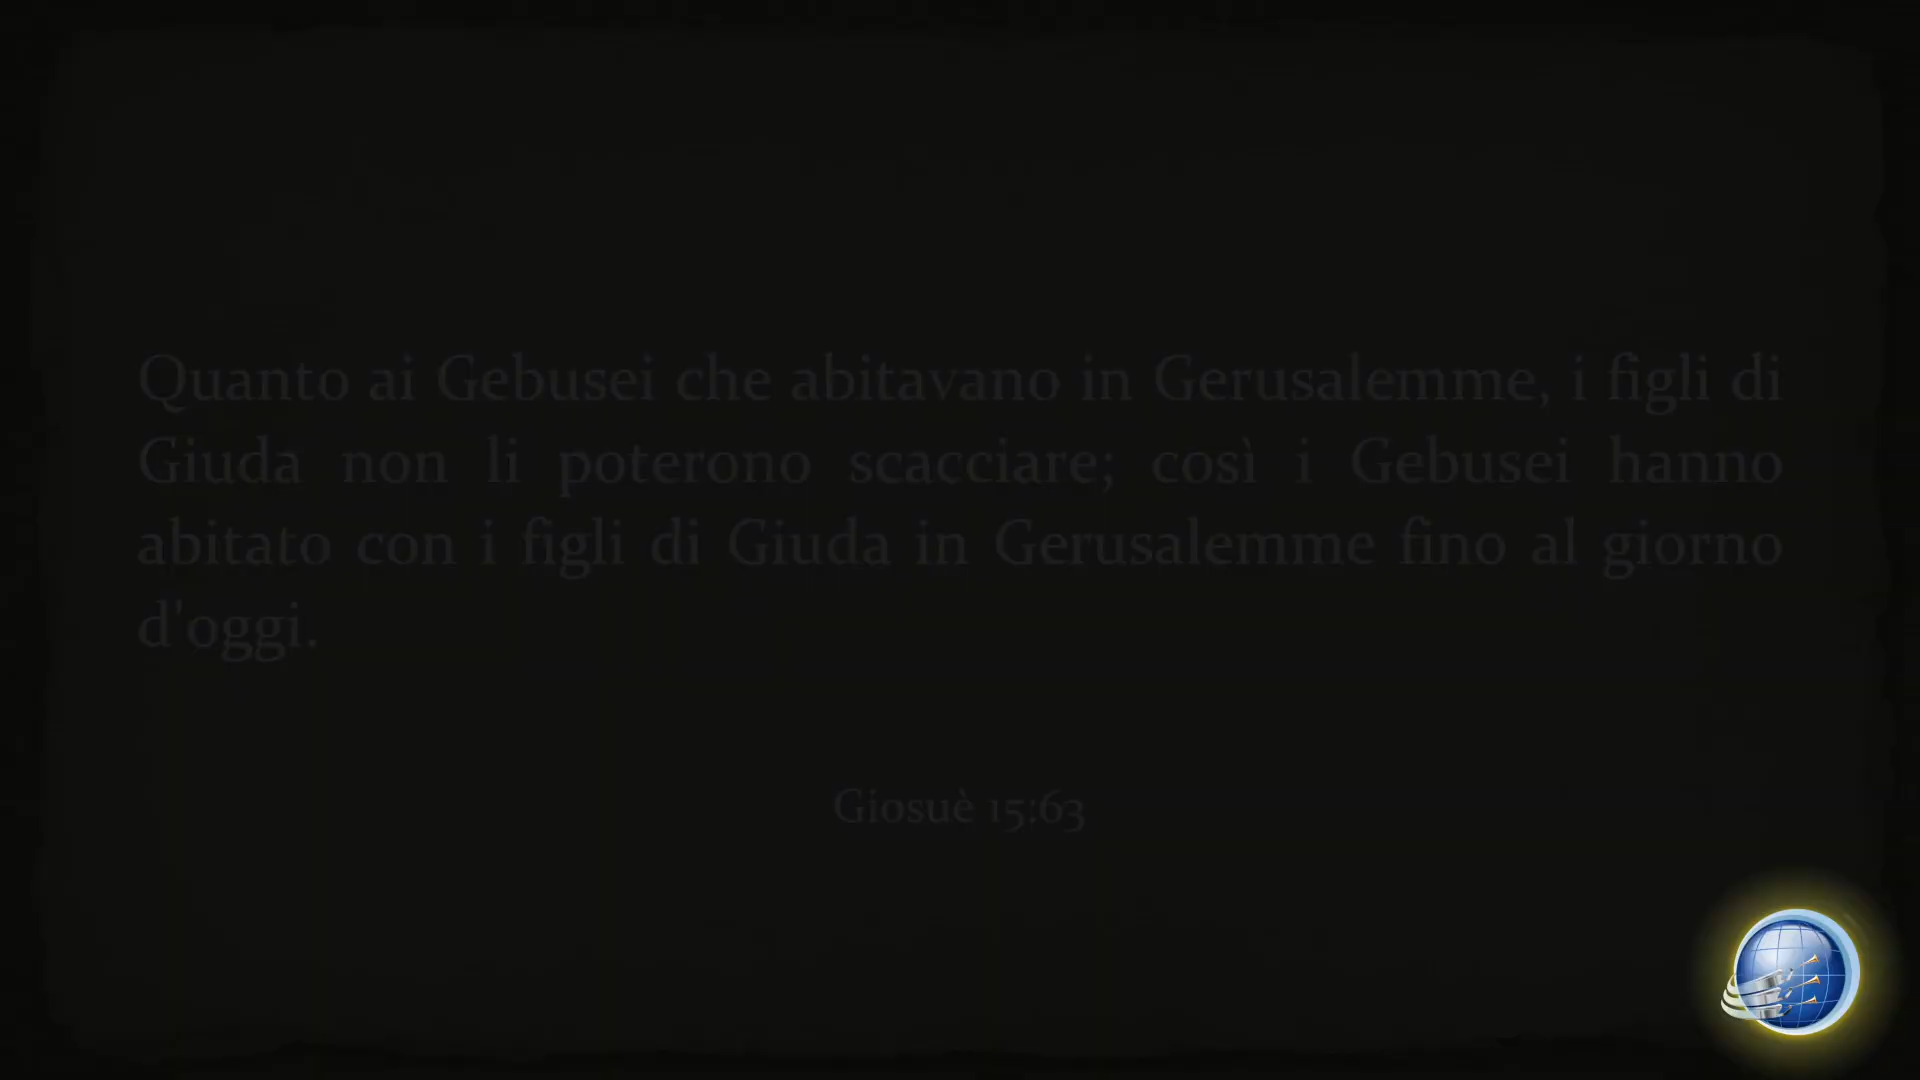 Quanto ai Gebusei che abitavano in Gerusalemme, i figli di
Giuda non li poterono scacciare; così i Gebusei hanno
abitato con i figli di Giuda in Gerusalemme fino al giorno
d'oggi.
Giosuè 15:63